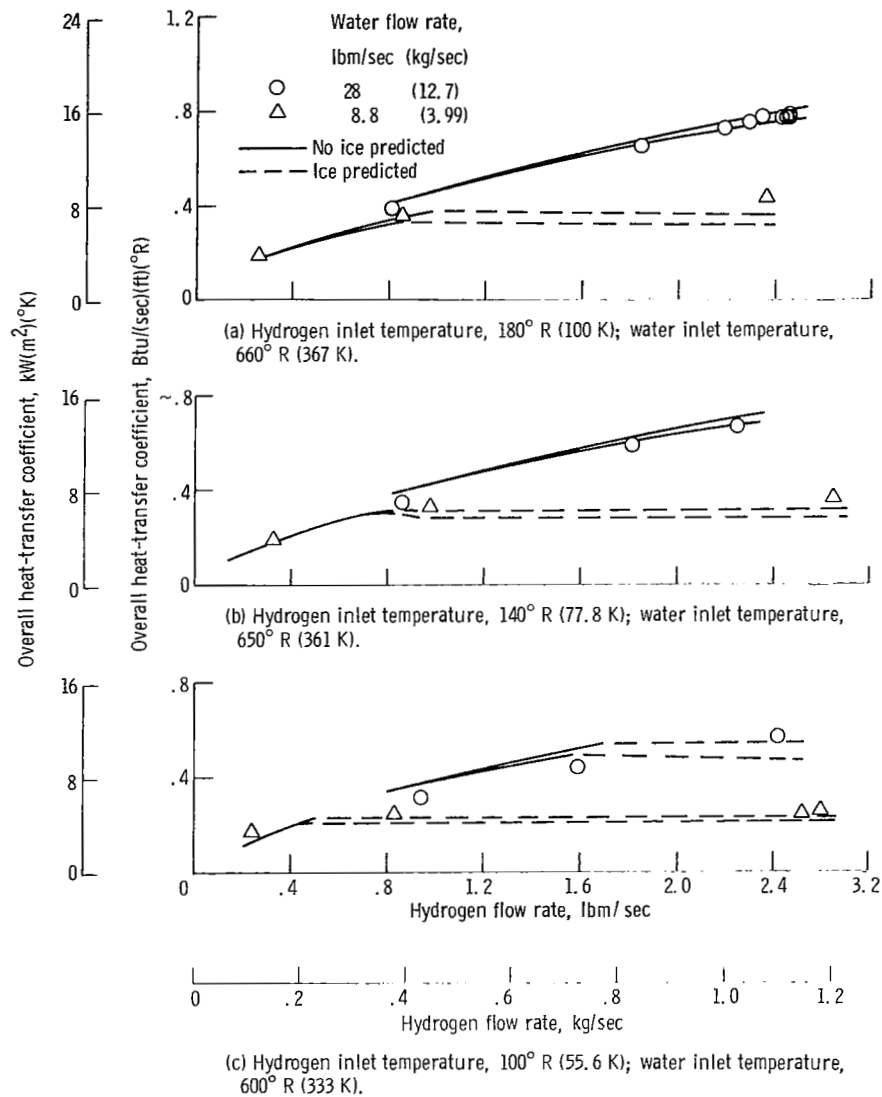 Overall heat-transfer coefficient, kW(m²)(°K)
Overall heat-transfer coefficient, Btu/(sec)(ft)(°R)
24
16
8
0
1.2
.8
.4
0
Water flow rate,
lbm/sec (kg/sec)
28 (12.7)
8.8 (3.99)
No ice predicted
Ice predicted
(a) Hydrogen inlet temperature, 180° R (100 K); water inlet temperature,
660° R (367 K).
16
8
0
~.8
.4
0
(b) Hydrogen inlet temperature, 140° R (77.8 K); water inlet temperature,
650° R (361 K).
16
8
0
.8
.4
0 .4 .8 1.2 1.6 2.0 2.4 3.2
Hydrogen flow rate, lbm/sec
0 .2 .4 .6 .8 1.0 1.2
Hydrogen flow rate, kg/sec
(c) Hydrogen inlet temperature, 100° R (55.6 K); water inlet temperature,
600° R (333 K).